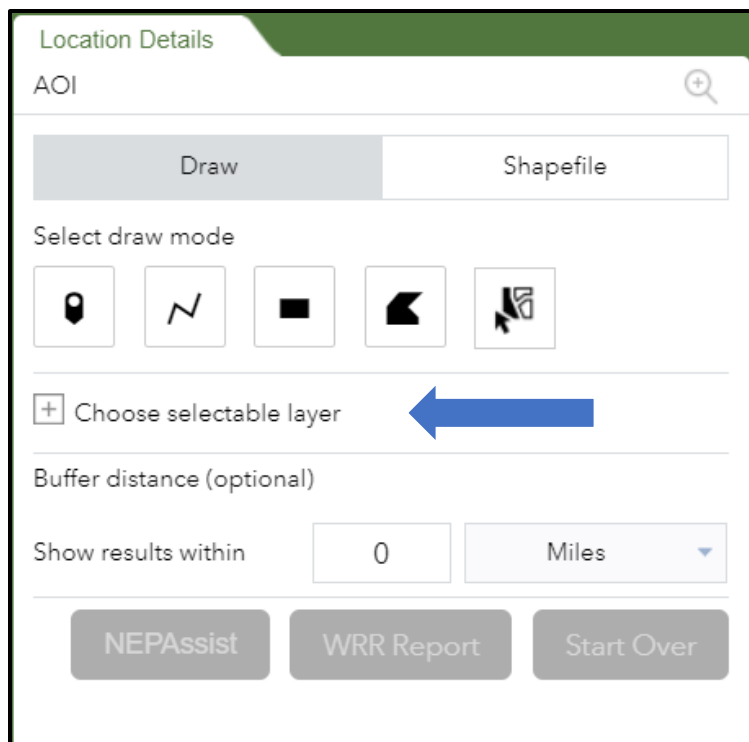 Location Details
AOI
Draw Shapefile
Select draw mode
Choose selectable layer
Buffer distance (optional)
Show results within 0 Miles
NEPAssist WRR Report Start Over